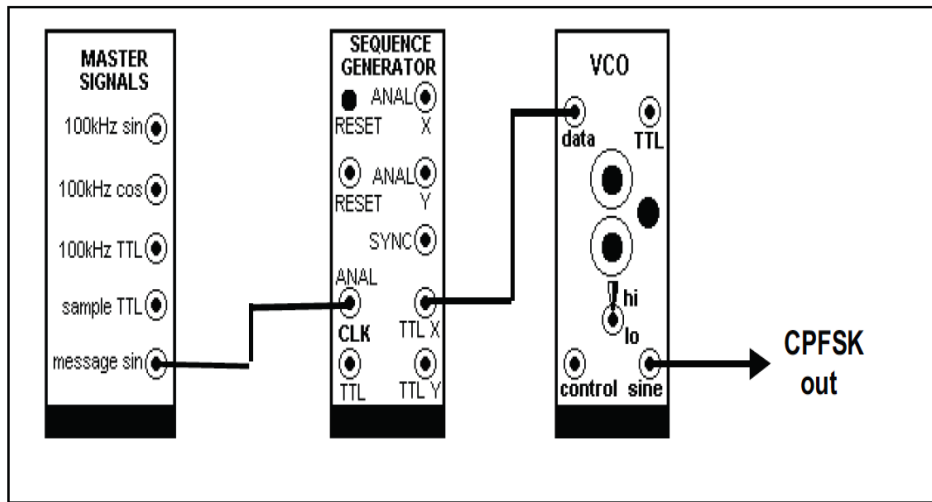 MASTER
SIGNALS
100kHz sin
100kHz cos
100kHz TTL
sample TTL
message sin
SEQUENCE
GENERATOR
ANAL
RESET X
ANAL
RESET Y
SYNC
ANAL
CLK TTL X
TTL TTL Y
VCO
data TTL
hi
lo
control sine
CPFSK
out